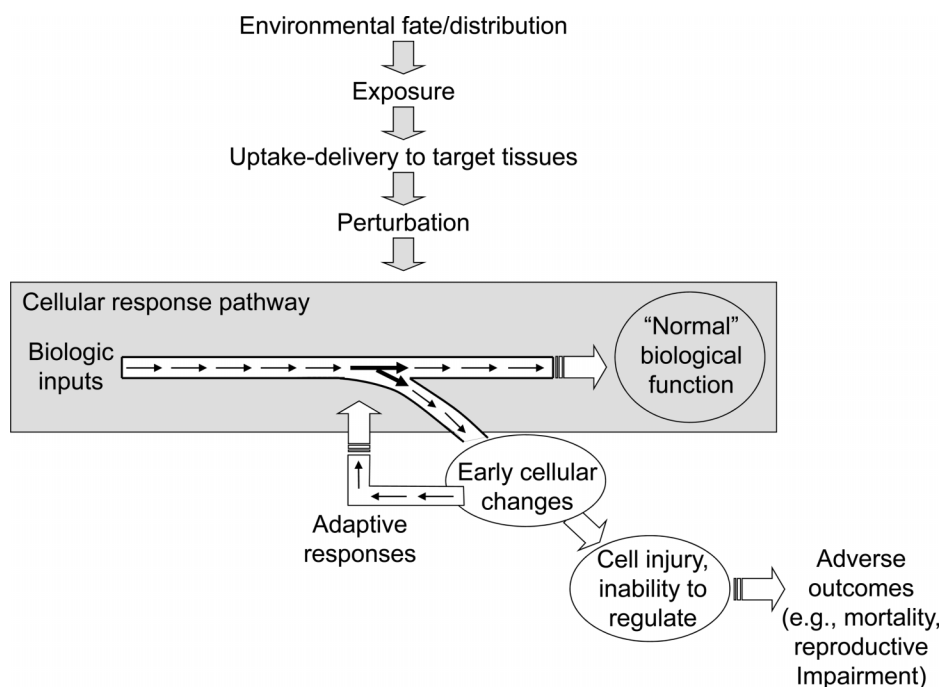 Environmental fate/distribution
Exposure
Uptake-delivery to target tissues
Perturbation
Cellular response pathway
Biologic
inputs
“Normal”
biological
function
Early cellular
changes
Adaptive
responses
Cell injury,
inability to
regulate
Adverse
outcomes
(e.g., mortality,
reproductive
Impairment)